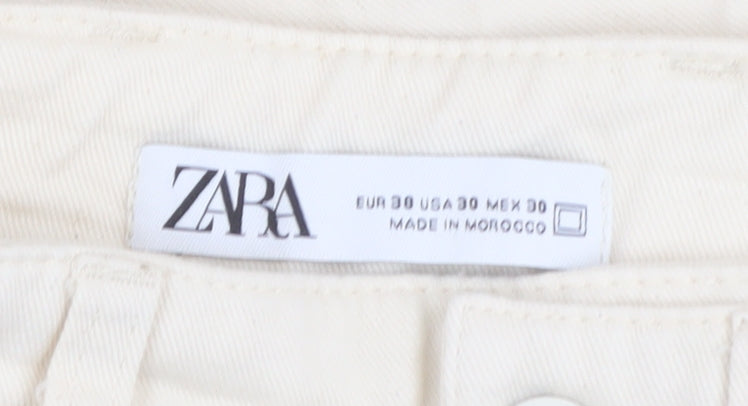 ZARA
EUR 30 USA 30 MEX 30
MADE IN MOROCCO